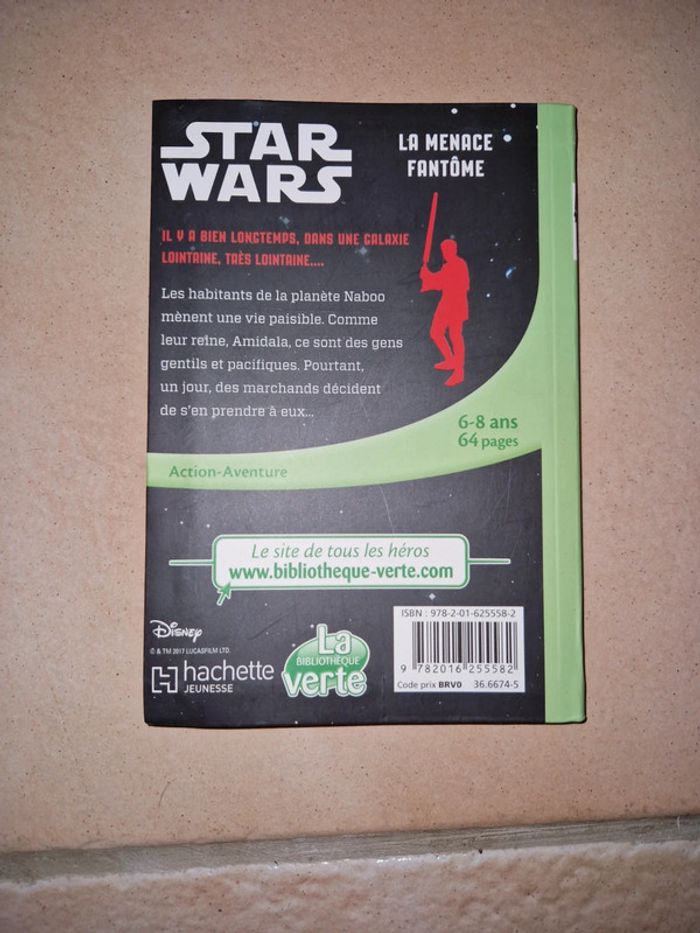 STAR
WARS
LA MENACE
FANTÔME
IL Y A BIEN LONGTEMPS, DANS UNE GALAXIE
LOINTAINE, TRÈS LOINTAINE....
Les habitants de la planète Naboo
mènent une vie paisible. Comme
leur reine, Amidala, ce sont des gens
gentils et pacifiques. Pourtant,
un jour, des marchands décident
de s'en prendre à eux...
6-8 ans
64 pages
Action-Aventure
Le site de tous les héros
www.bibliotheque-verte.com
Disney
© & TM 2017 LUCASFILM LTD.
hachette
JEUNESSE
La
BIBLIOTHÈQUE
verte
ISBN : 978-2-01-625558-2
9 782016 255582
Code prix BRV0 36.6674-5